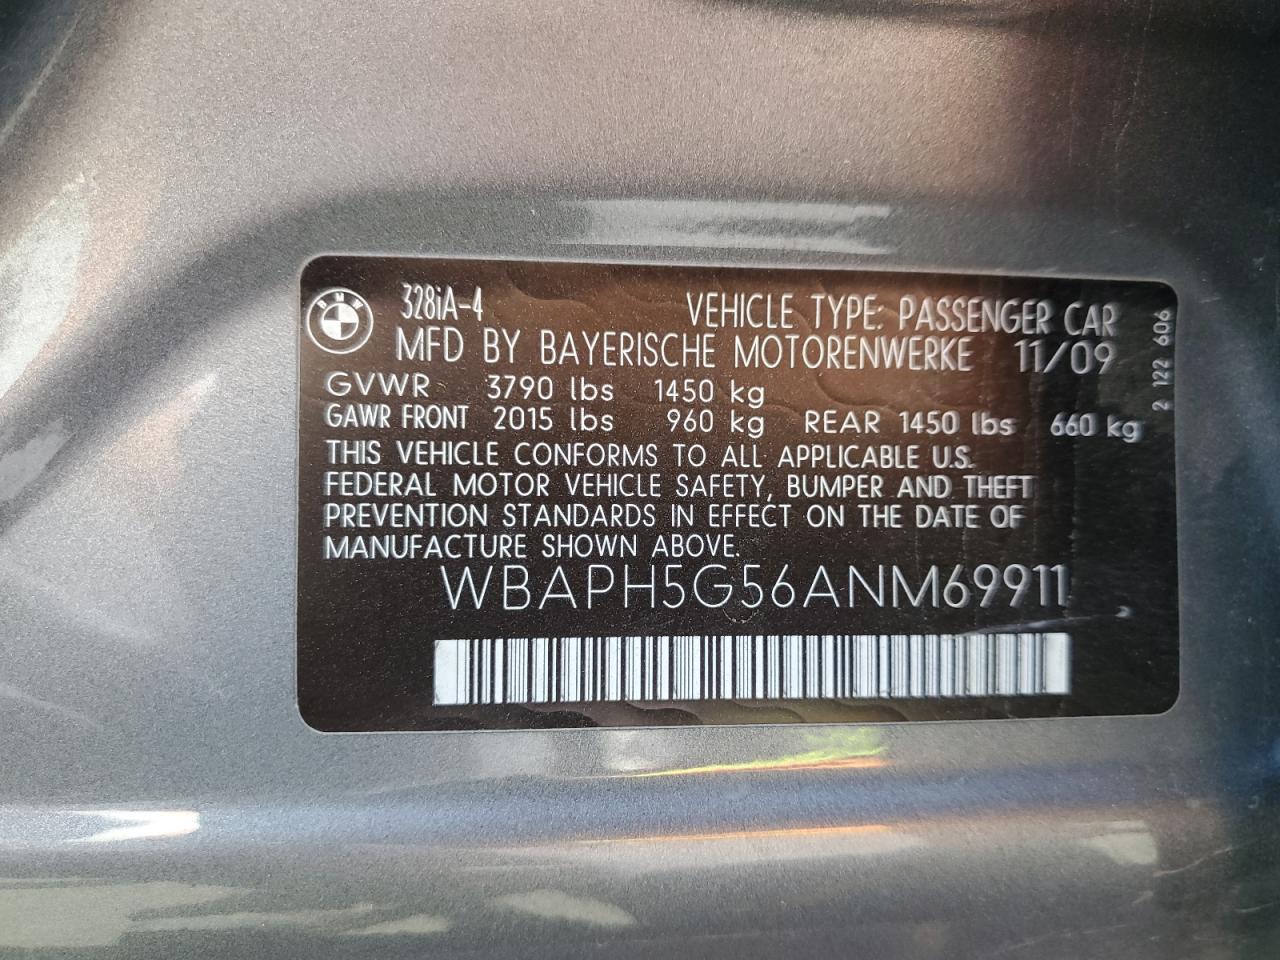 BMW
328iA-4 VEHICLE TYPE: PASSENGER CAR
MFD BY BAYERISCHE MOTORENWERKE 11/09
GVWR 3790 lbs 1450 kg
GAWR FRONT 2015 lbs 960 kg REAR 1450 lbs 660 kg
THIS VEHICLE CONFORMS TO ALL APPLICABLE U.S.
FEDERAL MOTOR VEHICLE SAFETY, BUMPER AND THEFT
PREVENTION STANDARDS IN EFFECT ON THE DATE OF
MANUFACTURE SHOWN ABOVE.
WBAPH5G56ANM69911
2 122 606